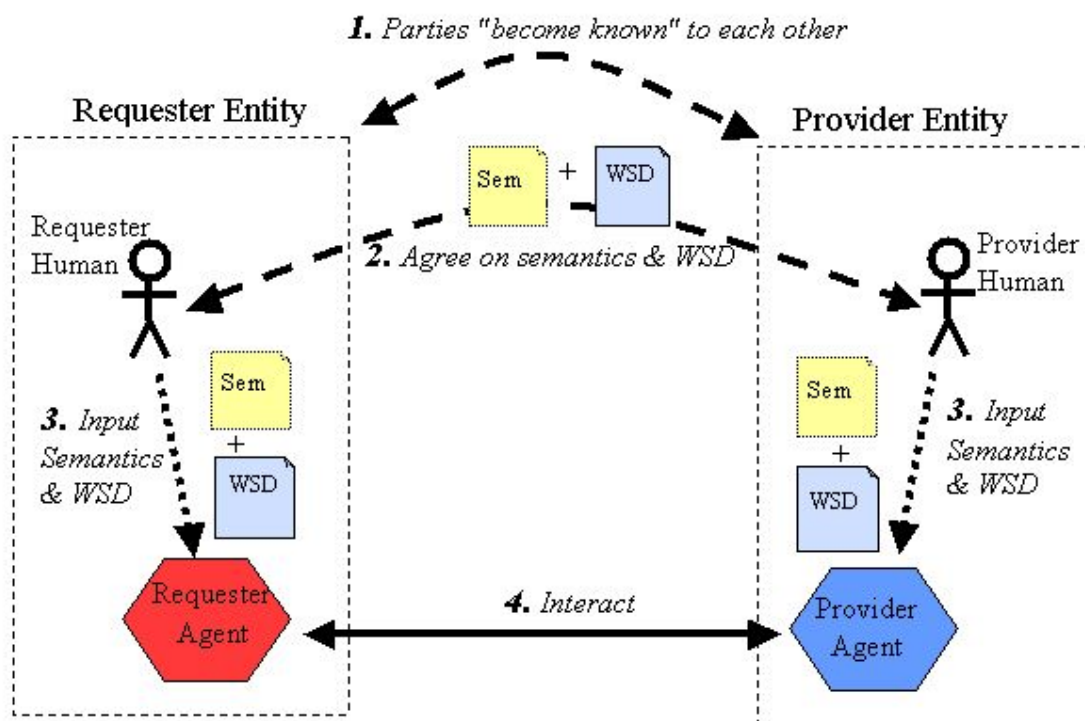 1. Parties "become known" to each other
Requester Entity
Provider Entity
Sem
+
WSD
Requester
Human
2. Agree on semantics & WSD
Provider
Human
Sem
+
WSD
3. Input
Semantics
& WSD
Sem
+
WSD
3. Input
Semantics
& WSD
Requester
Agent
4. Interact
Provider
Agent